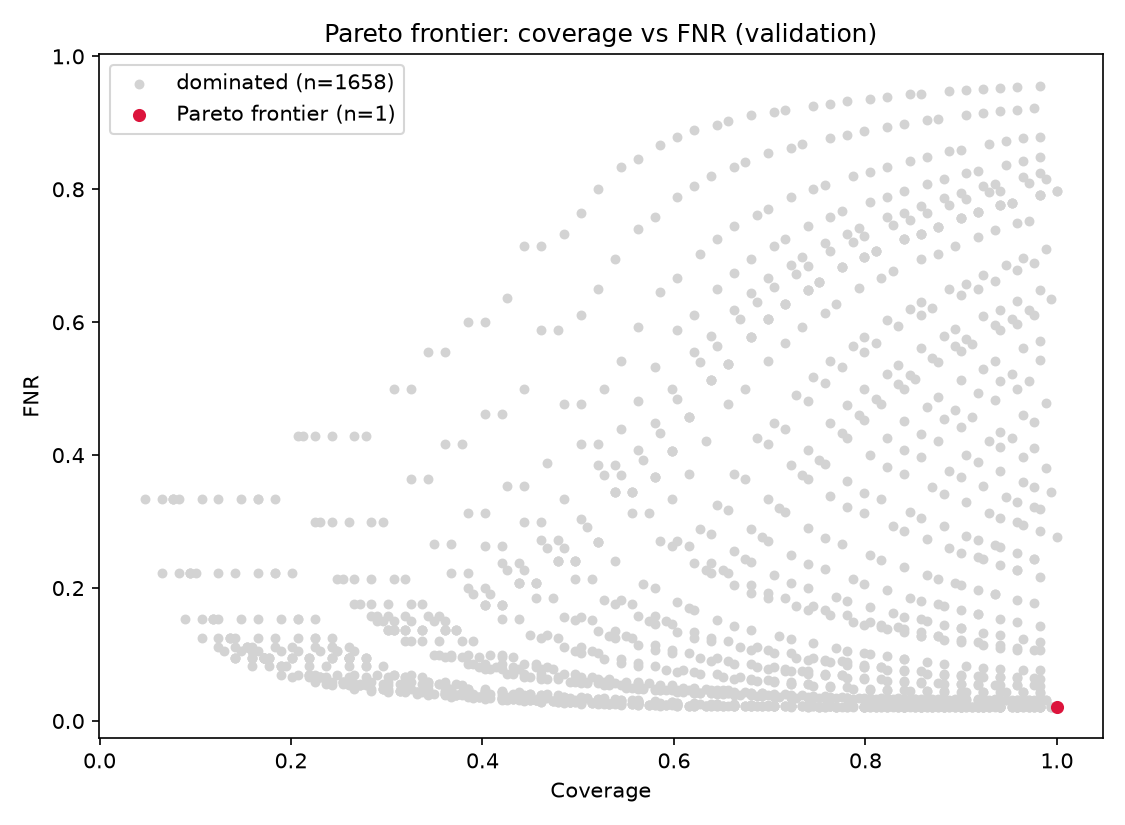 Pareto frontier: coverage vs FNR (validation)
dominated (n=1658)
Pareto frontier (n=1)
FNR
1.0
0.8
0.6
0.4
0.2
0.0
0.0 0.2 0.4 0.6 0.8 1.0
Coverage